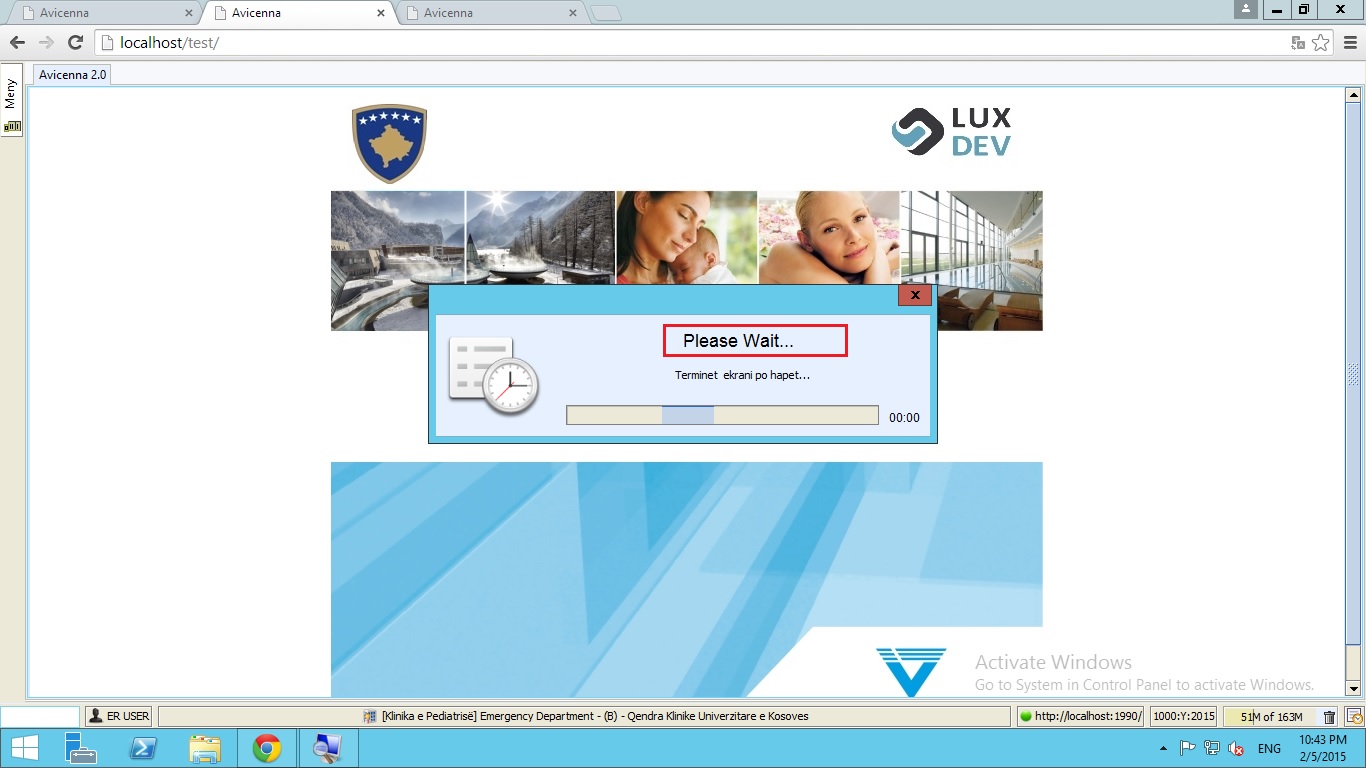 Avicenna
Avicenna
Avicenna
localhost/test/
Meny
Avicenna 2.0
LUX
DEV
Please Wait...
Terminet ekrani po hapet...
00:00
Activate Windows
Go to System in Control Panel to activate Windows.
ER USER
[Klinika e Pediatrisë] Emergency Department - (B) - Qendra Klinike Univerzitare e Kosoves
http://localhost:1990/
1000:Y:2015
51M of 163M
ENG
10:43 PM
2/5/2015